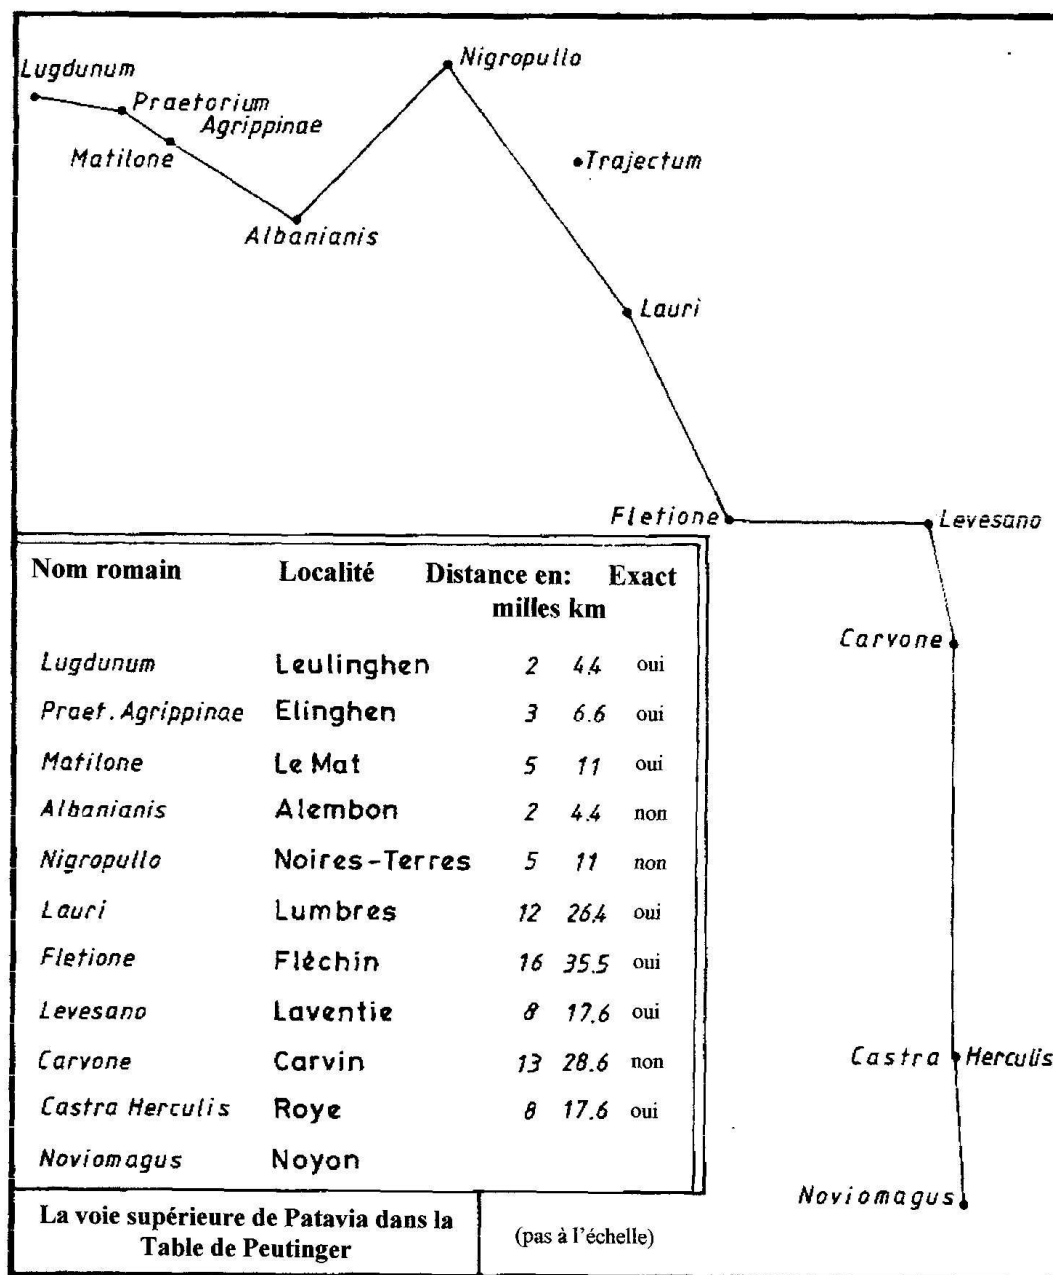 Lugdunum
Nigropullo
Praetorium
Agrippinae
Matilone
Trajectum
Albanianis
Lauri
Fletione
Levesano
Carvone
Castra Herculis
Noviomagus
Nom romain Localité Distance en: Exact
milles km
Lugdunum Leulinghen 2 4.4 oui
Praet. Agrippinae Elinghen 3 6.6 oui
Matilone Le Mat 5 11 oui
Albanianis Alembon 2 4.4 non
Nigropullo Noires-Terres 5 11 non
Lauri Lumbres 12 26.4 oui
Fletione Fléchin 16 35.5 oui
Levesano Laventie 8 17.6 oui
Carvone Carvin 13 28.6 non
Castra Herculis Roye 8 17.6 oui
Noviomagus Noyon
La voie supérieure de Patavia dans la
Table de Peutinger
(pas à l'échelle)